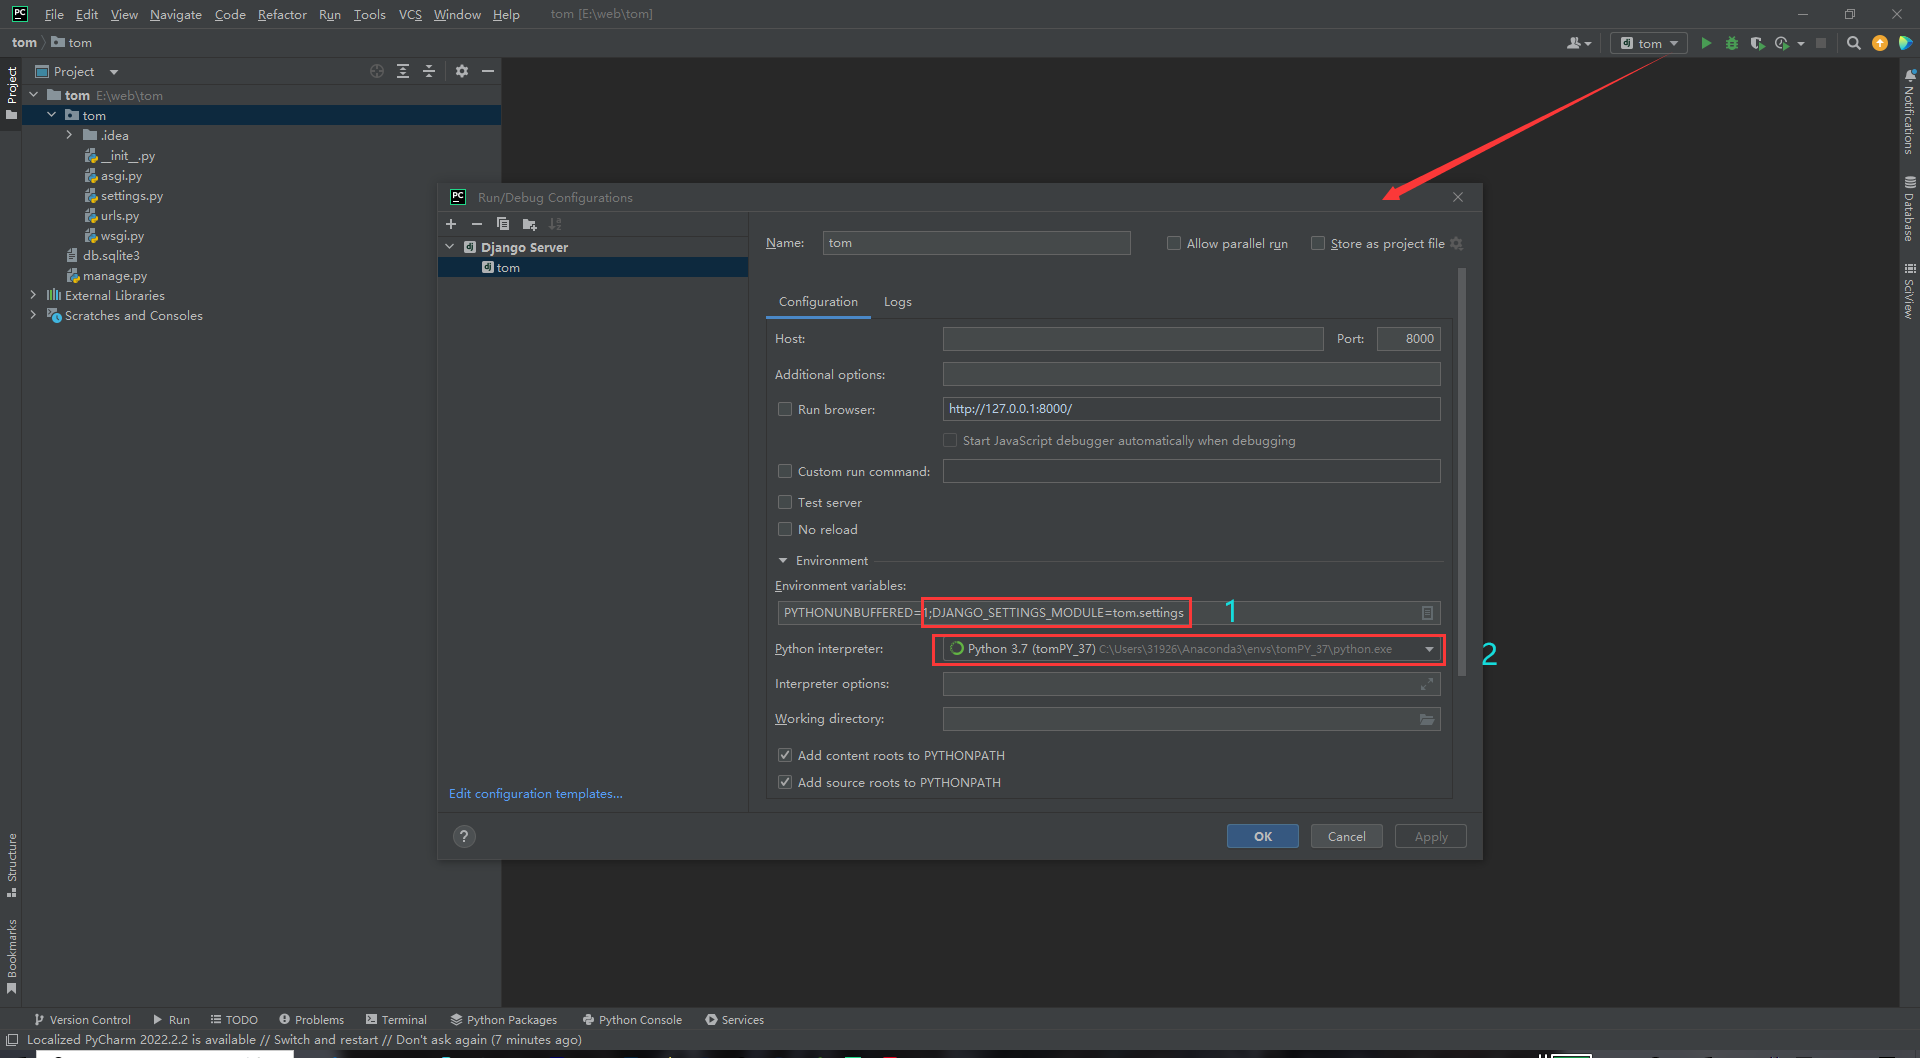 PC File Edit View Navigate Code Refactor Run Tools VCS Window Help tom [E:\web\tom]
tom tom
dj tom
Project
Project
tom E:\web\tom
tom
.idea
__init__.py
asgi.py
settings.py
urls.py
wsgi.py
db.sqlite3
manage.py
External Libraries
Scratches and Consoles
Notifications
Database
SciView
PC Run/Debug Configurations
dj Django Server
dj tom
Edit configuration templates...
Name: tom Allow parallel run Store as project file
Configuration Logs
Host: Port: 8000
Additional options:
Run browser: http://127.0.0.1:8000/
Start JavaScript debugger automatically when debugging
Custom run command:
Test server
No reload
Environment
Environment variables:
PYTHONUNBUFFERED=1;DJANGO_SETTINGS_MODULE=tom.settings 1
Python interpreter: Python 3.7 (tomPY_37) C:\Users\31926\Anaconda3\envs\tomPY_37\python.exe 2
Interpreter options:
Working directory:
Add content roots to PYTHONPATH
Add source roots to PYTHONPATH
? OK Cancel Apply
Structure
Bookmarks
Version Control Run TODO Problems Terminal Python Packages Python Console Services
Localized PyCharm 2022.2.2 is available // Switch and restart // Don't ask again (7 minutes ago)